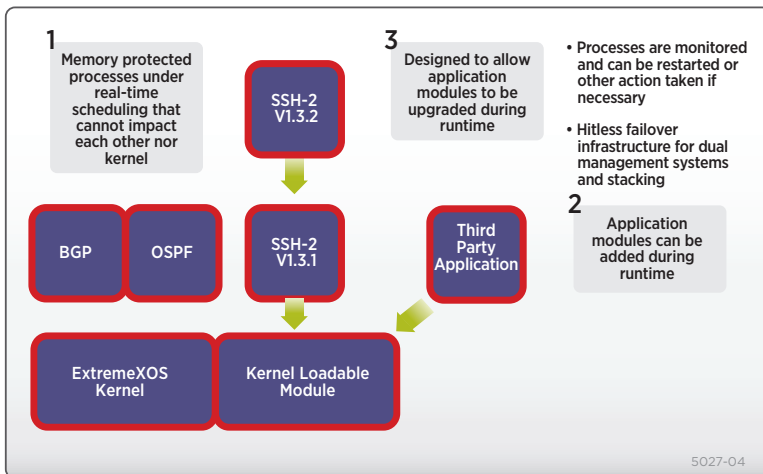 1
Memory protected
processes under
real-time
scheduling that
cannot impact
each other nor
kernel
SSH-2
V1.3.2
3
Designed to allow
application
modules to be
upgraded during
runtime
• Processes are monitored
and can be restarted or
other action taken if
necessary
• Hitless failover
infrastructure for dual
management systems
and stacking
2
Application
modules can be
added during
runtime
BGP
OSPF
SSH-2
V1.3.1
Third
Party
Application
ExtremeXOS
Kernel
Kernel Loadable
Module
5027-04